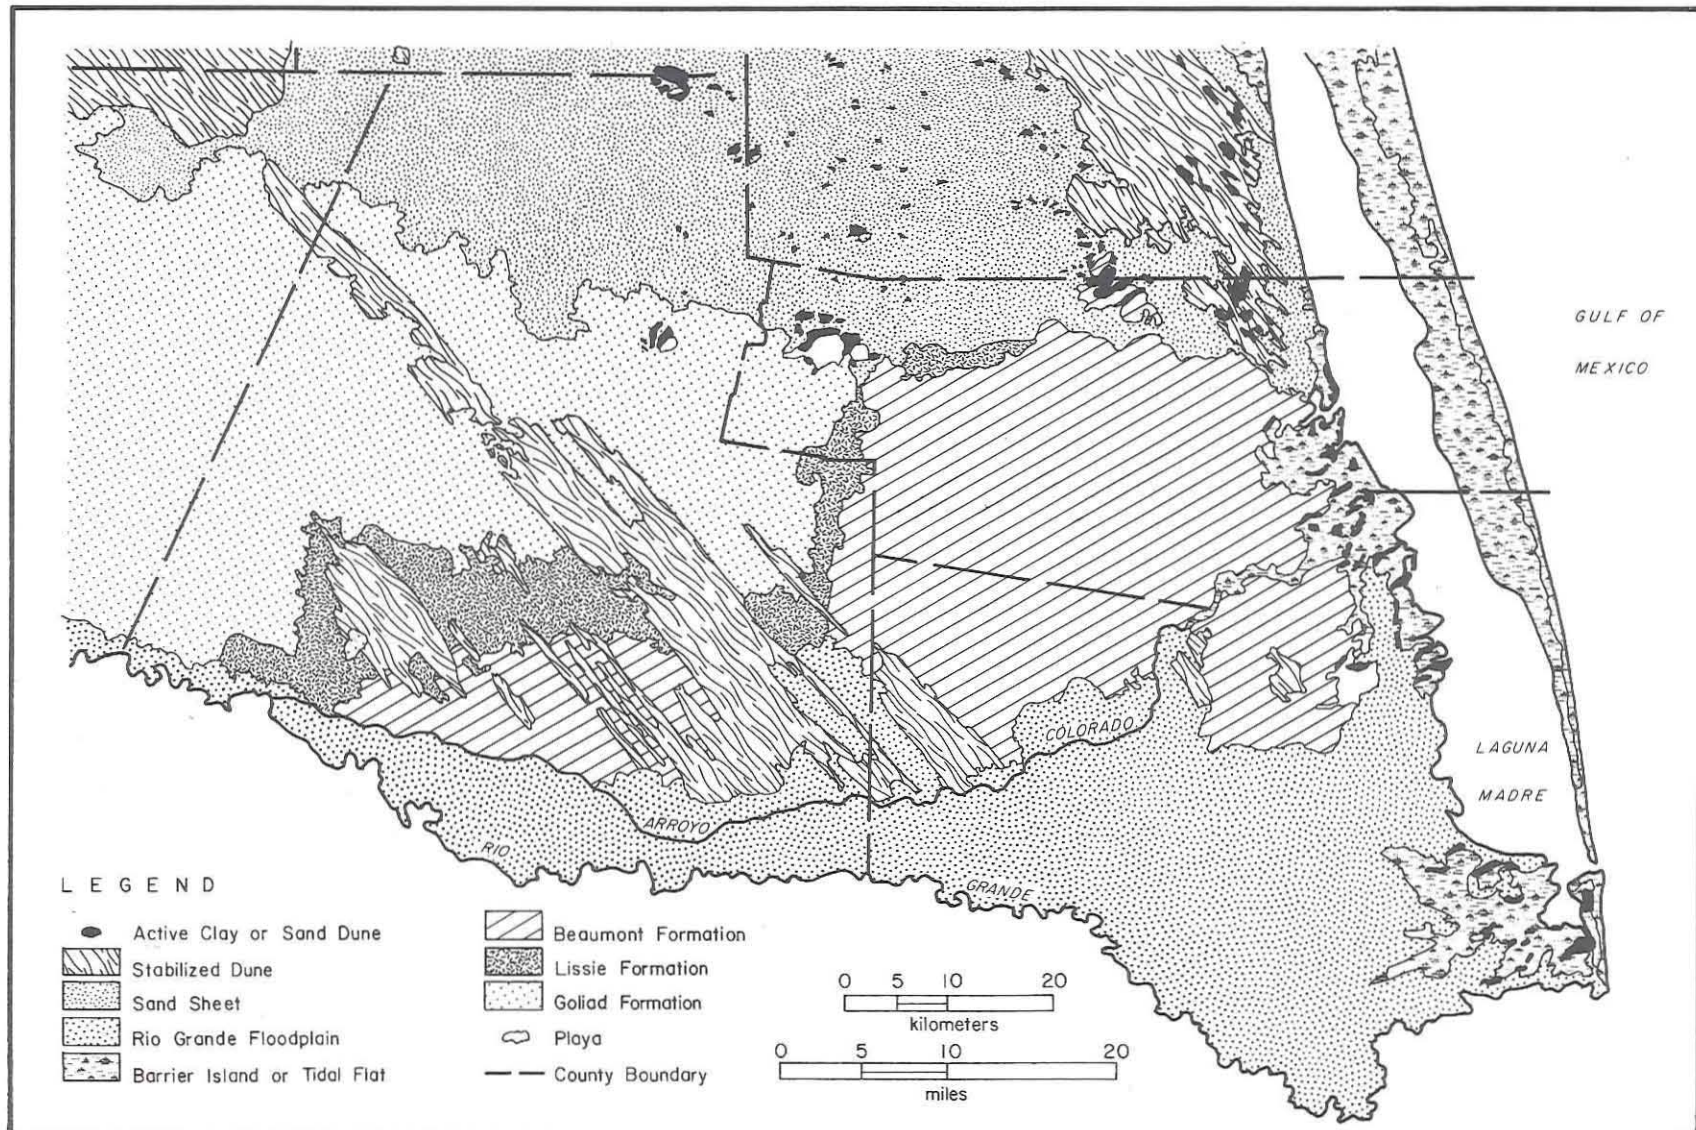 GULF OF
MEXICO
COLORADO
LAGUNA
MADRE
ARROYO
RIO
GRANDE
LEGEND
Active Clay or Sand Dune
Stabilized Dune
Sand Sheet
Rio Grande Floodplain
Barrier Island or Tidal Flat
Beaumont Formation
Lissie Formation
Goliad Formation
Playa
County Boundary
0 5 10 20
kilometers
0 5 10 20
miles